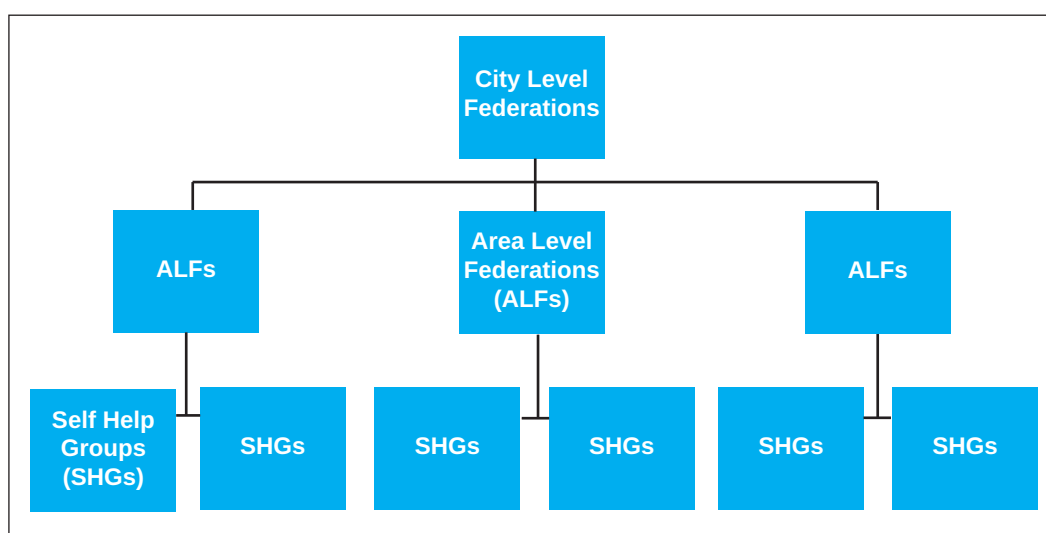 City Level
Federations
ALFs
Area Level
Federations
(ALFs)
ALFs
Self Help
Groups
(SHGs)
SHGs
SHGs
SHGs
SHGs
SHGs